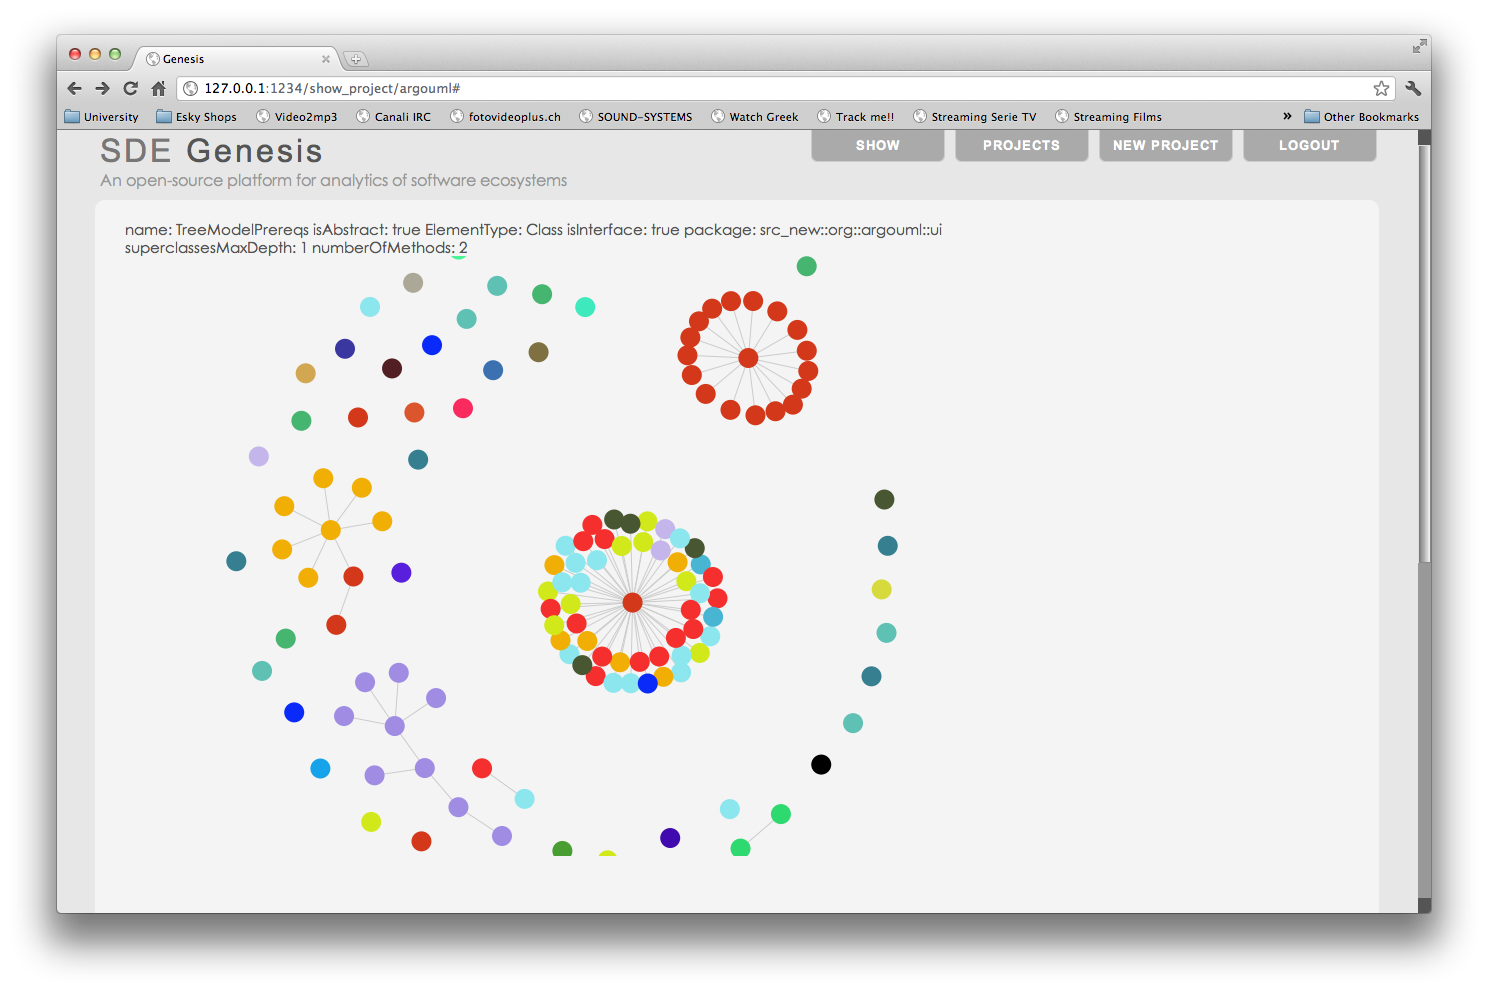 Genesis
127.0.0.1:1234/show_project/argouml#
University Esky Shops Video2mp3 Canali IRC fotovideoplus.ch SOUND-SYSTEMS Watch Greek Track me!! Streaming Serie TV Streaming Films » Other Bookmarks
SDE Genesis SHOW PROJECTS NEW PROJECT LOGOUT
An open-source platform for analytics of software ecosystems
name: TreeModelPrereqs isAbstract: true ElementType: Class isInterface: true package: src_new::org::argouml::ui
superclassesMaxDepth: 1 numberOfMethods: 2